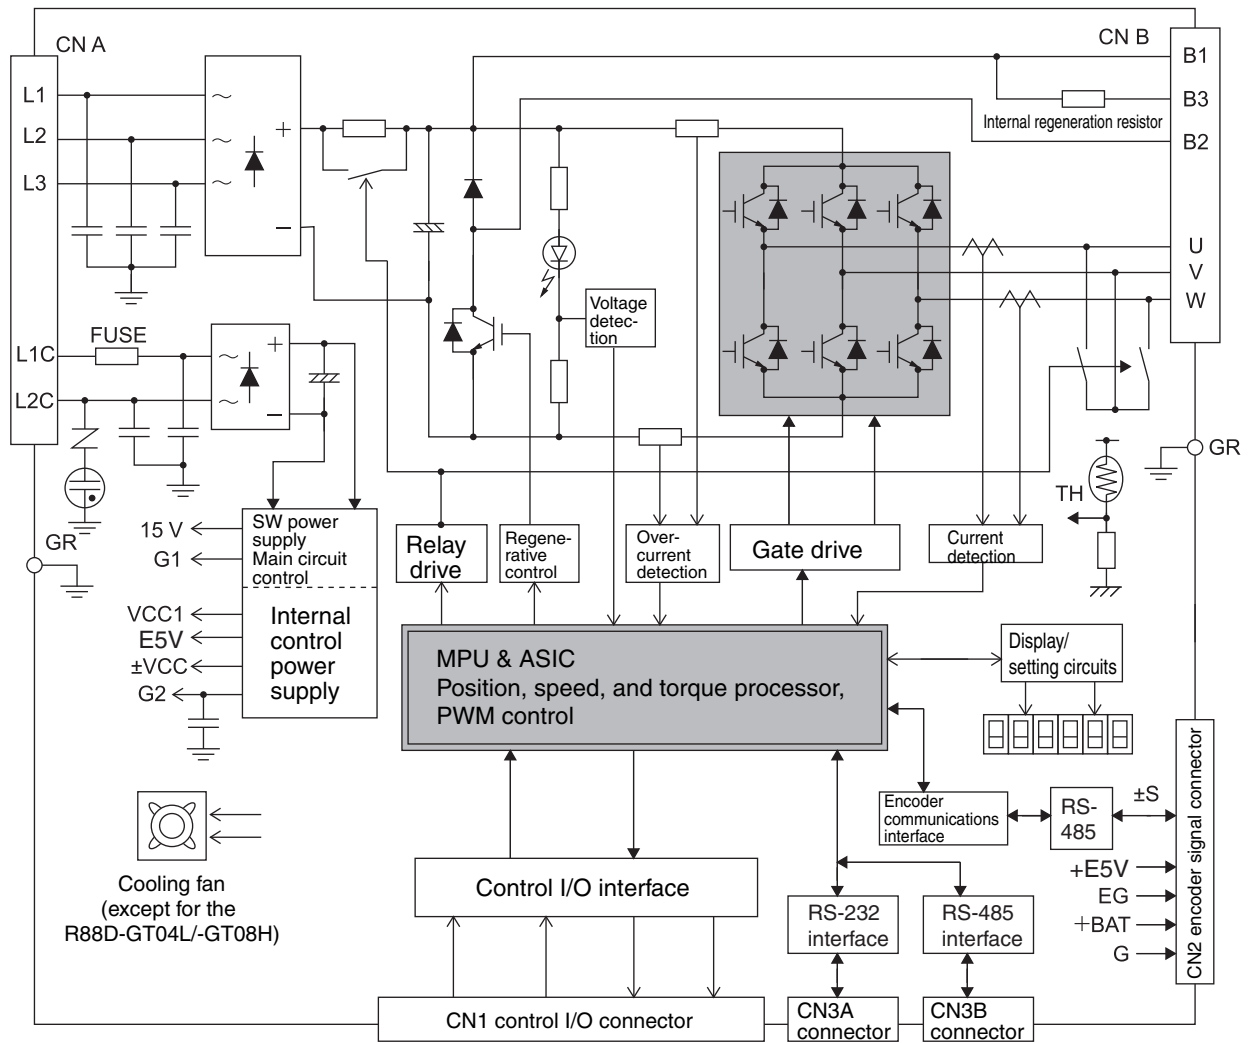 CN A
CN B
L1
L2
L3
L1C
L2C
FUSE
B1
B3
Internal regeneration resistor
B2
U
V
W
Voltage
detec-
tion
GR
TH
GR
15 V
G1
VCC1
E5V
±VCC
G2
SW power
supply
Main circuit
control
Internal
control
power
supply
Relay
drive
Regene-
rative
control
Over-
current
detection
Gate drive
Current
detection
MPU & ASIC
Position, speed, and torque processor,
PWM control
Display/
setting circuits
Encoder
communications
interface
RS-
485
±S
+E5V
EG
+BAT
G
CN2 encoder signal connector
Cooling fan
(except for the
R88D-GT04L/-GT08H)
Control I/O interface
RS-232
interface
RS-485
interface
CN1 control I/O connector
CN3A
connector
CN3B
connector